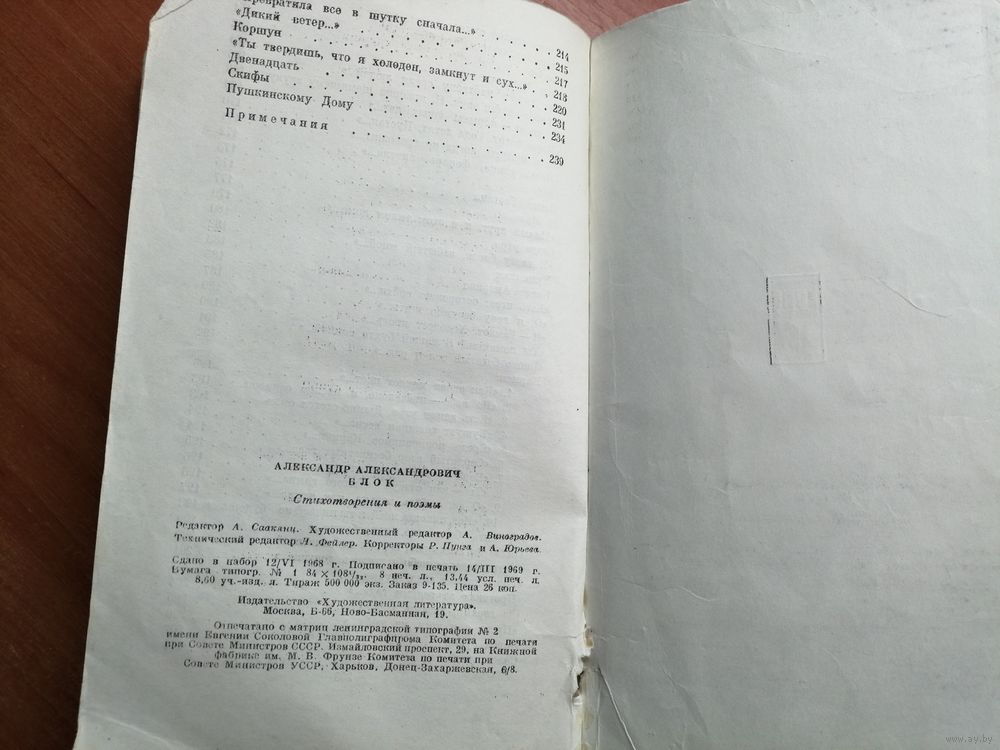 превратила все в шутку сначала...» 214
«Дикий ветер...» 215
Коршун 217
«Ты твердишь, что я холоден, замкнут и сух...» 218
Двенадцать 220
Скифы 231
Пушкинскому Дому 234
Примечания 239
АЛЕКСАНДР АЛЕКСАНДРОВИЧ
БЛОК
Стихотворения и поэмы
Редактор А. Саакянц. Художественный редактор А. Виноградов.
Технический редактор Л. Фейлер. Корректоры Р. Пунга и А. Юрьева.
Сдано в набор 12/VI 1968 г. Подписано в печать 14/III 1969 г.
Бумага типогр. № 1 84×108¹/₃₂. 8 печ. л., 13,44 усл. печ. л.
8,60 уч.-изд. л. Тираж 500 000 экз. Заказ 9-135. Цена 26 коп.
Издательство «Художественная литература».
Москва, Б-66, Ново-Басманная, 19.
Отпечатано с матриц ленинградской типографии № 2
имени Евгении Соколовой Главполиграфпрома Комитета по печати
при Совете Министров СССР. Измайловский проспект, 29, на Книжной
фабрике им. М. В. Фрунзе Комитета по печати при
Совете Министров УССР, Харьков, Донец-Захаржевская, 6/8.
www.ay.by